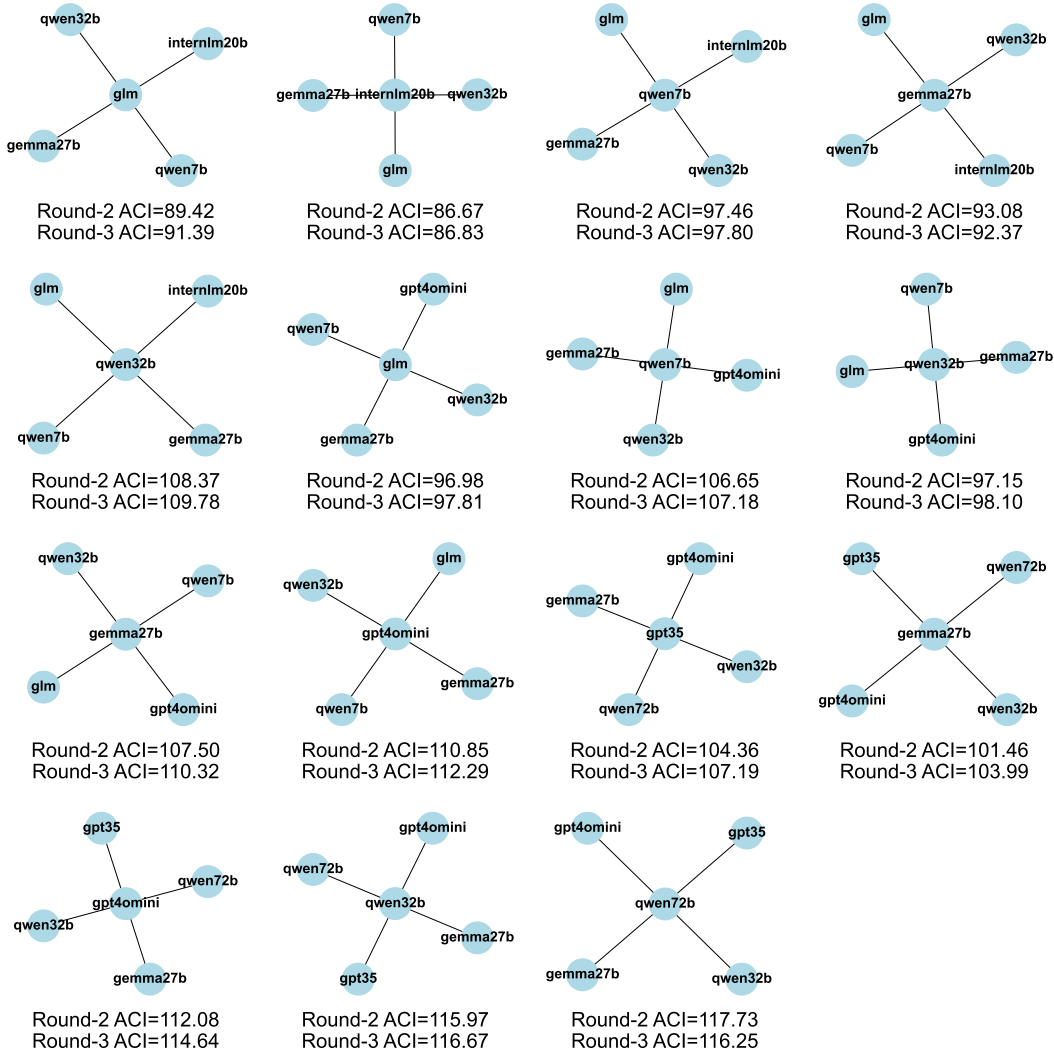 qwen32b
internlm20b
glm
gemma27b
qwen7b
Round-2 ACI=89.42
Round-3 ACI=91.39
qwen7b
gemma27b
internlm20b
qwen32b
glm
Round-2 ACI=86.67
Round-3 ACI=86.83
glm
internlm20b
qwen7b
gemma27b
qwen32b
Round-2 ACI=97.46
Round-3 ACI=97.80
glm
qwen32b
gemma27b
qwen7b
internlm20b
Round-2 ACI=93.08
Round-3 ACI=92.37
glm
internlm20b
qwen32b
qwen7b
gemma27b
Round-2 ACI=108.37
Round-3 ACI=109.78
gpt4omini
qwen7b
glm
qwen32b
gemma27b
Round-2 ACI=96.98
Round-3 ACI=97.81
glm
gemma27b
qwen7b
gpt4omini
qwen32b
Round-2 ACI=106.65
Round-3 ACI=107.18
qwen7b
gemma27b
qwen32b
glm
gpt4omini
Round-2 ACI=97.15
Round-3 ACI=98.10
qwen32b
qwen7b
gemma27b
glm
gpt4omini
Round-2 ACI=107.50
Round-3 ACI=110.32
glm
qwen32b
gpt4omini
gemma27b
qwen7b
Round-2 ACI=110.85
Round-3 ACI=112.29
gpt4omini
gemma27b
gpt35
qwen32b
qwen72b
Round-2 ACI=104.36
Round-3 ACI=107.19
gpt35
qwen72b
gemma27b
gpt4omini
qwen32b
Round-2 ACI=101.46
Round-3 ACI=103.99
gpt35
qwen72b
gpt4omini
qwen32b
gemma27b
Round-2 ACI=112.08
Round-3 ACI=114.64
gpt4omini
qwen72b
qwen32b
gemma27b
gpt35
Round-2 ACI=115.97
Round-3 ACI=116.67
gpt4omini
gpt35
qwen72b
gemma27b
qwen32b
Round-2 ACI=117.73
Round-3 ACI=116.25